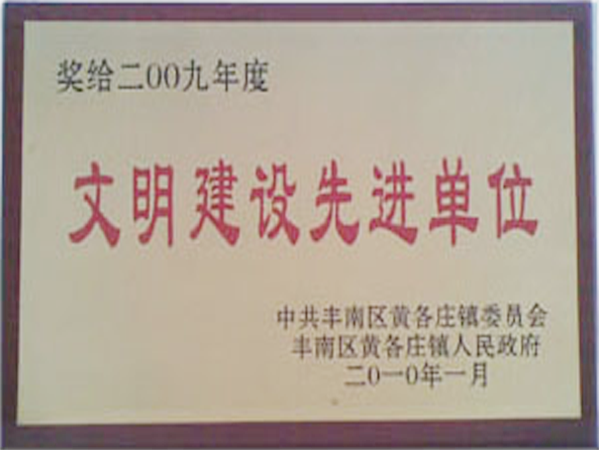 奖给二00九年度
文明建设先进单位
中共丰南区黄各庄镇委员会
丰南区黄各庄镇人民政府
二0一0年一月